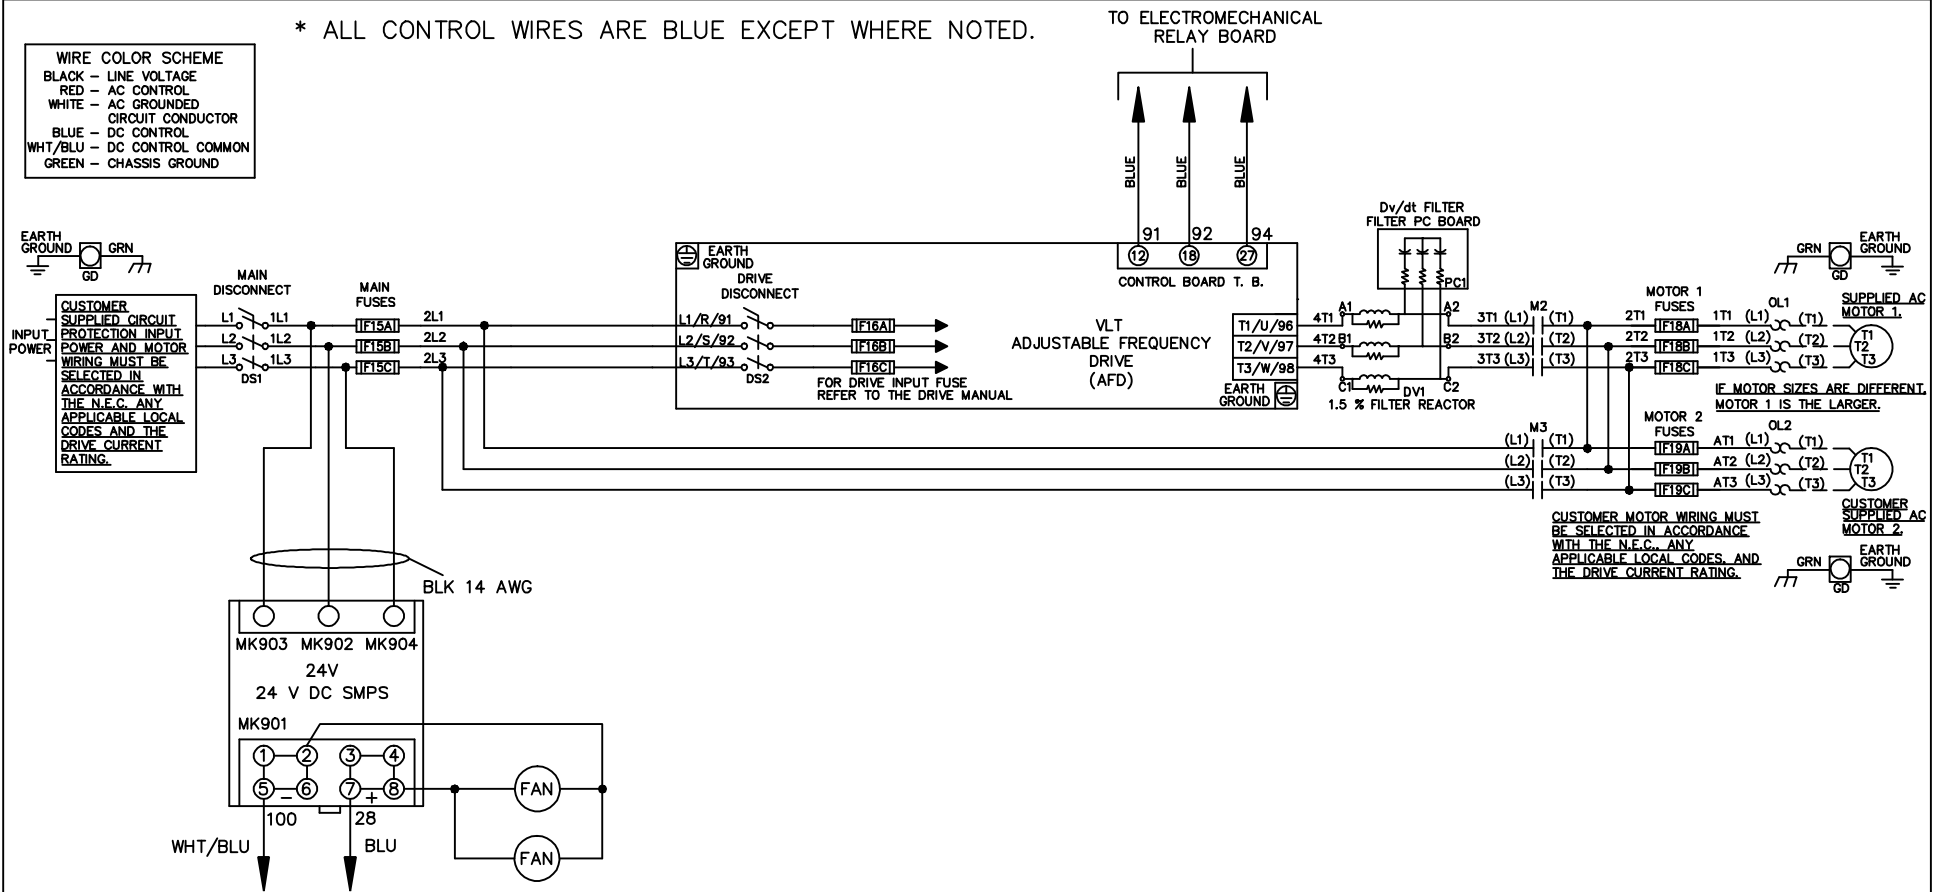 * ALL CONTROL WIRES ARE BLUE EXCEPT WHERE NOTED.
TO ELECTROMECHANICAL
RELAY BOARD
WIRE COLOR SCHEME
BLACK – LINE VOLTAGE
RED – AC CONTROL
WHITE – AC GROUNDED
CIRCUIT CONDUCTOR
BLUE – DC CONTROL
WHT/BLU – DC CONTROL COMMON
GREEN – CHASSIS GROUND
BLUE
BLUE
BLUE
91
92
94
12
18
27
CONTROL BOARD T. B.
EARTH
GROUND
GRN
GD
INPUT
POWER
CUSTOMER
SUPPLIED CIRCUIT
PROTECTION INPUT
POWER AND MOTOR
WIRING MUST BE
SELECTED IN
ACCORDANCE WITH
THE N.E.C. ANY
APPLICABLE LOCAL
CODES AND THE
DRIVE CURRENT
RATING.
MAIN
DISCONNECT
L1 1L1
L2 1L2
L3 1L3
DS1
MAIN
FUSES
F15A
F15B
F15C
2L1
2L2
2L3
EARTH
GROUND
DRIVE
DISCONNECT
L1/R/91
L2/S/92
L3/T/93
DS2
F16A
F16B
F16C
FOR DRIVE INPUT FUSE
REFER TO THE DRIVE MANUAL
VLT
ADJUSTABLE FREQUENCY
DRIVE
(AFD)
T1/U/96
T2/V/97
T3/W/98
EARTH
GROUND
Dv/dt FILTER
FILTER PC BOARD
PC1
4T1
4T2
4T3
A1
A2
B1
B2
C1
C2
DV1
1.5 % FILTER REACTOR
M2
3T1 (L1) (T1)
3T2 (L2) (T2)
3T3 (L3) (T3)
MOTOR 1
FUSES
2T1 F18A 1T1 (L1) (T1)
2T2 F18B 1T2 (L2) (T2)
2T3 F18C 1T3 (L3) (T3)
OL1
GRN
GD
EARTH
GROUND
SUPPLIED AC
MOTOR 1.
T1
T2
T3
IF MOTOR SIZES ARE DIFFERENT,
MOTOR 1 IS THE LARGER.
M3
(L1) (T1)
(L2) (T2)
(L3) (T3)
MOTOR 2
FUSES
F19A AT1 (L1) (T1)
F19B AT2 (L2) (T2)
F19C AT3 (L3) (T3)
OL2
T1
T2
T3
CUSTOMER
SUPPLIED AC
MOTOR 2.
CUSTOMER MOTOR WIRING MUST
BE SELECTED IN ACCORDANCE
WITH THE N.E.C., ANY
APPLICABLE LOCAL CODES, AND
THE DRIVE CURRENT RATING.
GRN
GD
EARTH
GROUND
BLK 14 AWG
MK903 MK902 MK904
24V
24 V DC SMPS
MK901
1 2 3 4
5 – 6 7 + 8
100
28
WHT/BLU
BLU
FAN
FAN